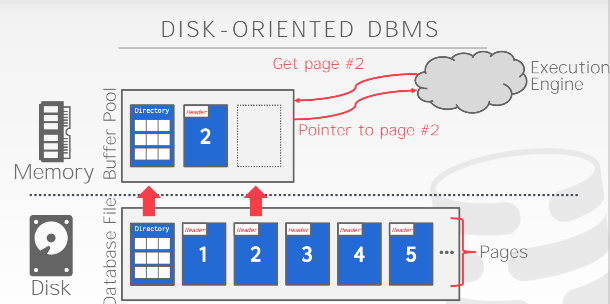 DISK-ORIENTED DBMS
Get page #2
Execution
Engine
Buffer Pool
Directory
Header
2
Pointer to page #2
Memory
Database File
Directory
Header
1
Header
2
Header
3
Header
4
Header
5
...
Pages
Disk